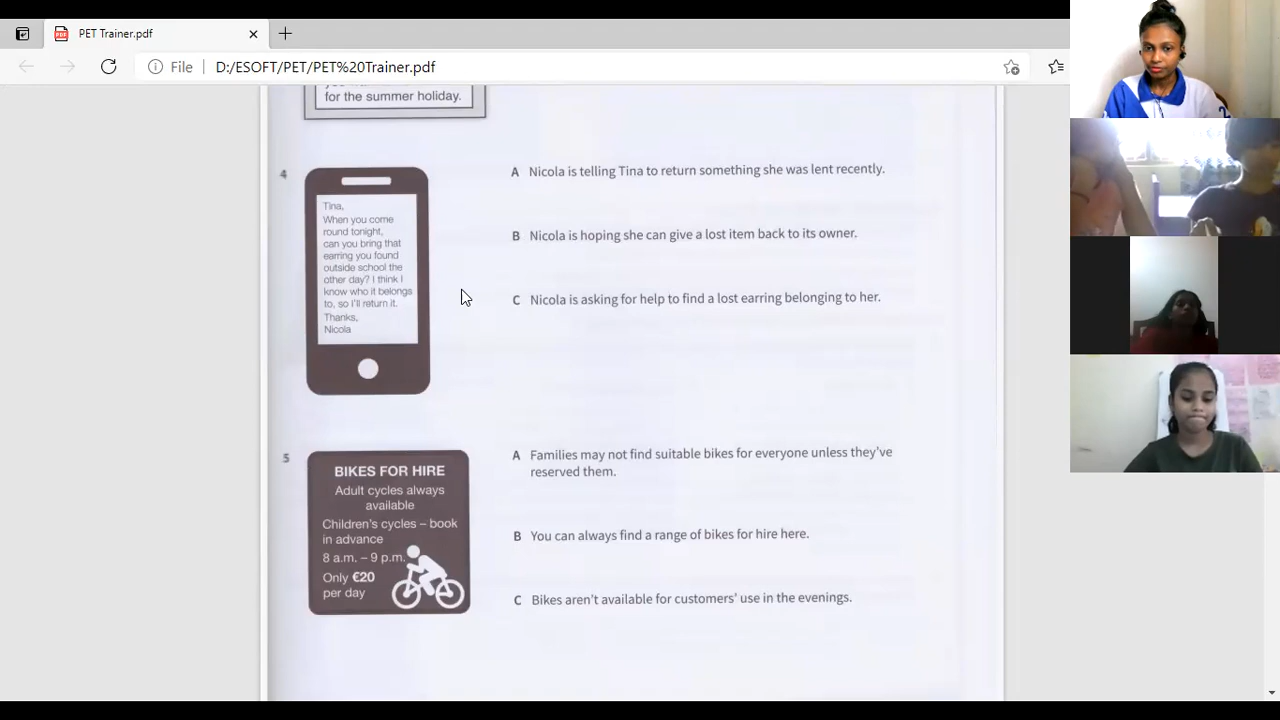 PET Trainer.pdf
File
D:/ESOFT/PET/PET%20Trainer.pdf
for the summer holiday.
4
Tina,
When you come
round tonight,
can you bring that
earring you found
outside school the
other day? I think I
know who it belongs
to, so I'll return it.
Thanks,
Nicola
A Nicola is telling Tina to return something she was lent recently.
B Nicola is hoping she can give a lost item back to its owner.
C Nicola is asking for help to find a lost earring belonging to her.
5
BIKES FOR HIRE
Adult cycles always
available
Children's cycles – book
in advance
8 a.m. – 9 p.m.
Only €20
per day
A Families may not find suitable bikes for everyone unless they've
reserved them.
B You can always find a range of bikes for hire here.
C Bikes aren't available for customers' use in the evenings.